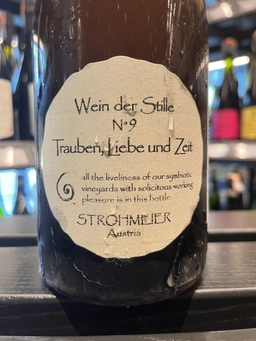 Wein der Stille
N°9
Trauben, Liebe und Zeit
all the liveliness of our symbiotic
vineyards with solicitous working
pleasure is in this bottle
STROHMEIER
Austria